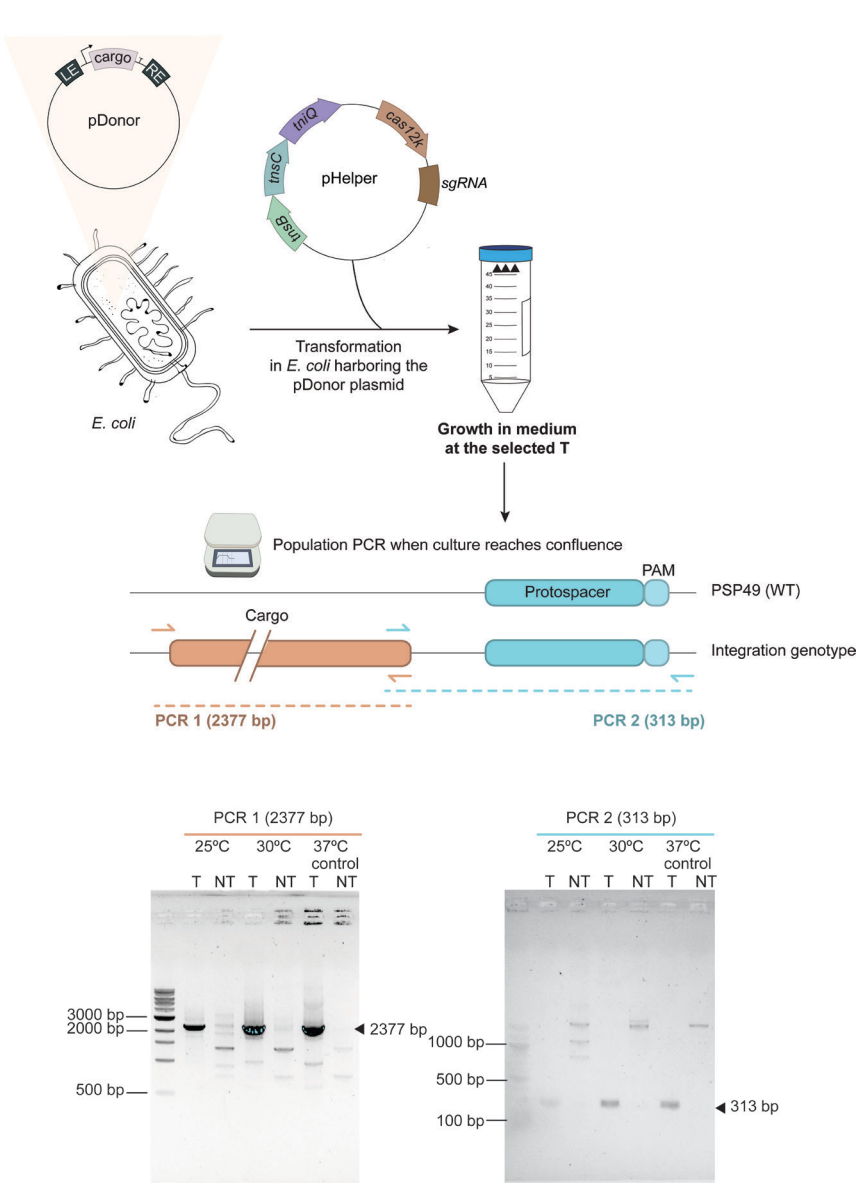 LE
cargo
RE
pDonor
tniQ
cas12k
tnsC
pHelper
sgRNA
tnsB
45
40
35
30
25
20
15
10
5
Transformation
in E. coli harboring the
pDonor plasmid
E. coli
Growth in medium
at the selected T
Population PCR when culture reaches confluence
PAM
Protospacer
PSP49 (WT)
Cargo
Integration genotype
PCR 1 (2377 bp)
PCR 2 (313 bp)
PCR 1 (2377 bp)
25ºC 30ºC 37ºC
control
T NT T NT T NT
3000 bp
2000 bp
2377 bp
500 bp
PCR 2 (313 bp)
25ºC 30ºC 37ºC
control
T NT T NT T NT
1000 bp
500 bp
313 bp
100 bp